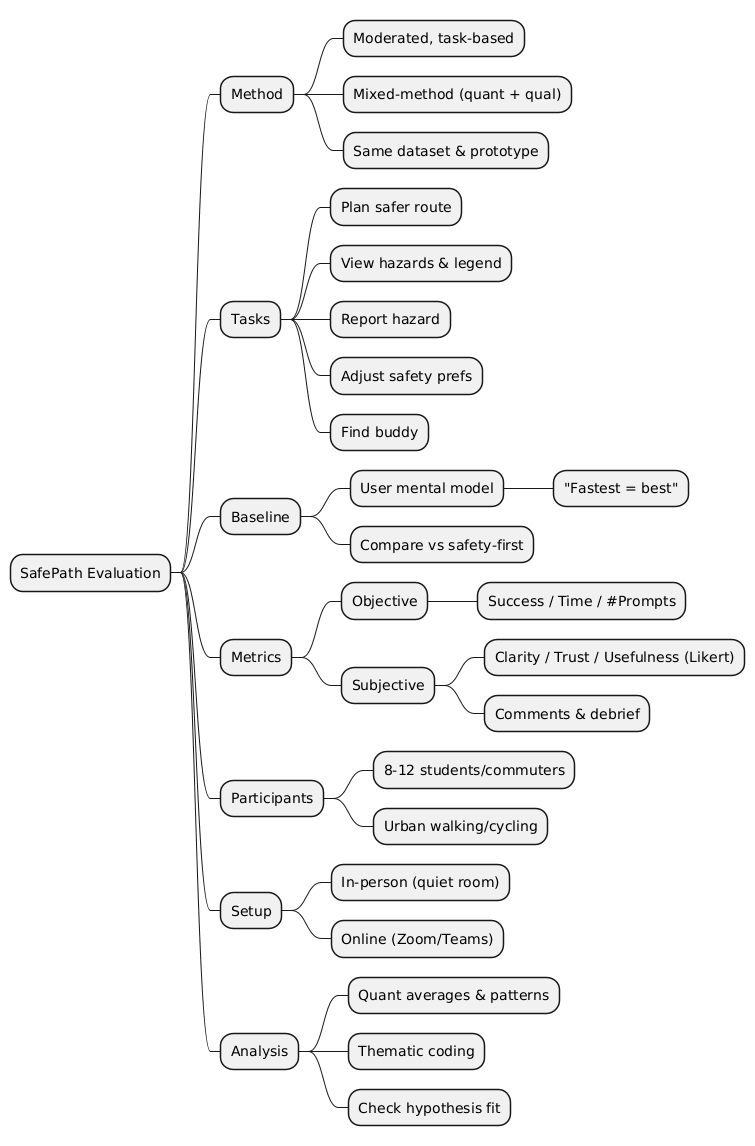 SafePath Evaluation
Method
Moderated, task-based
Mixed-method (quant + qual)
Same dataset & prototype
Tasks
Plan safer route
View hazards & legend
Report hazard
Adjust safety prefs
Find buddy
Baseline
User mental model
"Fastest = best"
Compare vs safety-first
Metrics
Objective
Success / Time / #Prompts
Subjective
Clarity / Trust / Usefulness (Likert)
Comments & debrief
Participants
8-12 students/commuters
Urban walking/cycling
Setup
In-person (quiet room)
Online (Zoom/Teams)
Analysis
Quant averages & patterns
Thematic coding
Check hypothesis fit